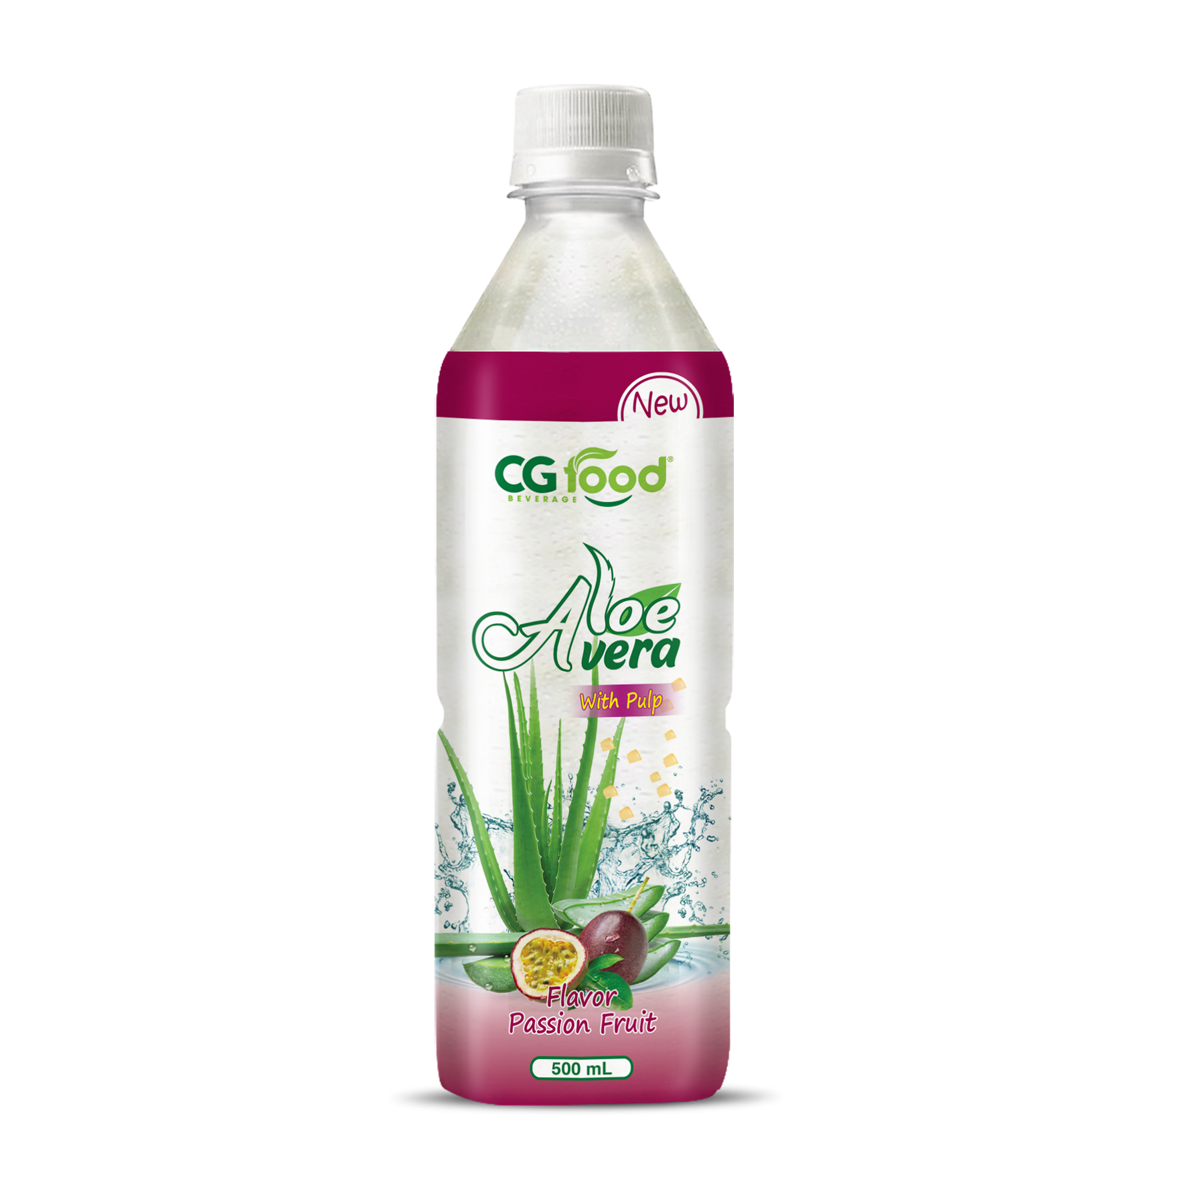 New
CG food®
BEVERAGE
Aloe
vera
With Pulp
Flavor
Passion Fruit
500 mL